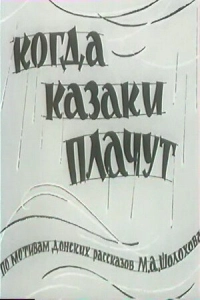 КОГДА
КАЗАКИ
ПЛАЧУТ
ПО МОТИВАМ ДОНСКИХ РАССКАЗОВ М.А.ШОЛОХОВА